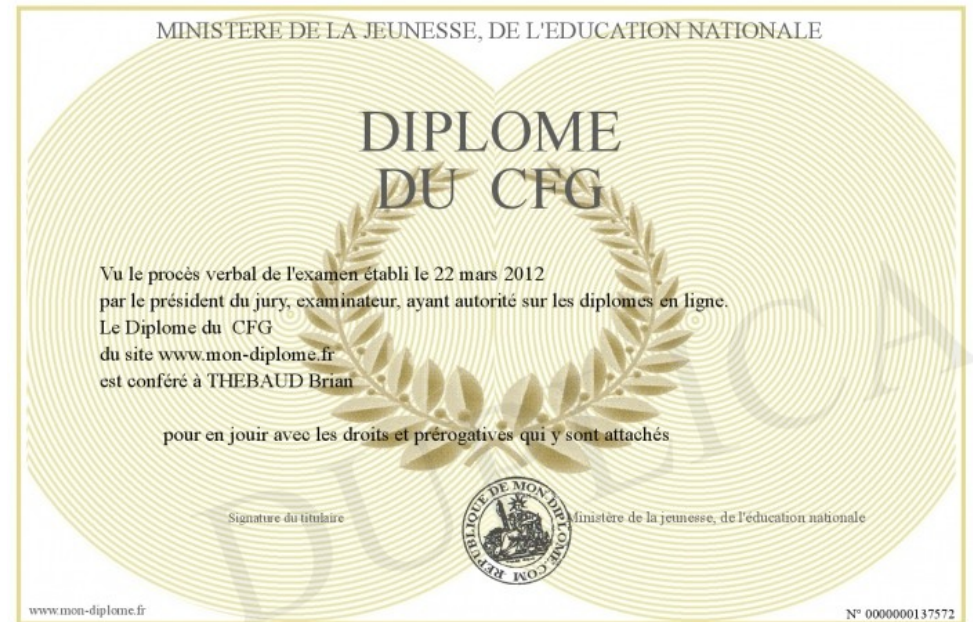 MINISTERE DE LA JEUNESSE, DE L'EDUCATION NATIONALE
DIPLOME
DU CFG
Vu le procès verbal de l'examen établi le 22 mars 2012
par le président du jury, examinateur, ayant autorité sur les diplomes en ligne.
Le Diplome du CFG
du site www.mon-diplome.fr
est conféré à THEBAUD Brian
pour en jouir avec les droits et prérogatives qui y sont attachés
Signature du titulaire
REPUBLIQUE DE MON-DIPLOME.COM
Ministère de la jeunesse, de l'éducation nationale
DUPLICA
www.mon-diplome.fr
N° 0000000137572